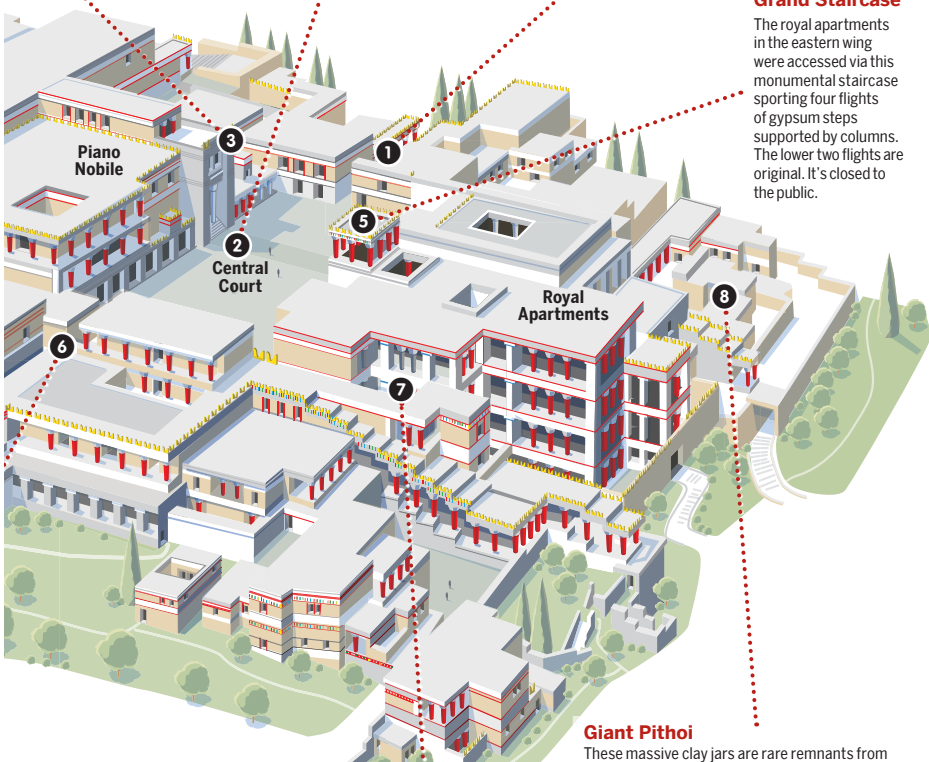 Grand Staircase
The royal apartments
in the eastern wing
were accessed via this
monumental staircase
sporting four flights
of gypsum steps
supported by columns.
The lower two flights are
original. It's closed to
the public.
3
1
Piano
Nobile
5
2
Central
Court
8
Royal
Apartments
6
7
Giant Pithoi
These massive clay jars are rare remnants from